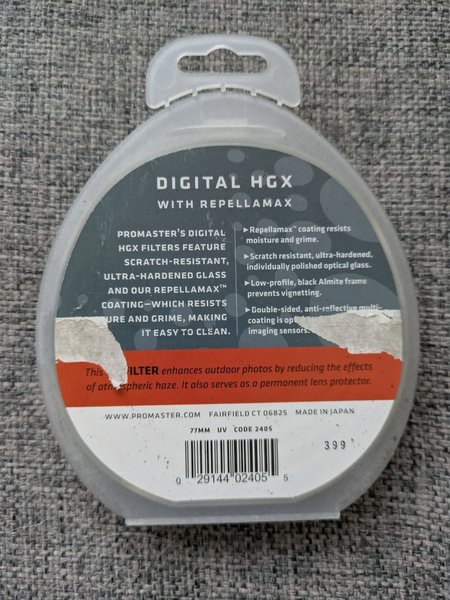 DIGITAL HGX
WITH REPELLAMAX
PROMASTER'S DIGITAL
HGX FILTERS FEATURE
SCRATCH-RESISTANT,
ULTRA-HARDENED GLASS
AND OUR REPELLAMAX™
COATING—WHICH RESISTS
URE AND GRIME, MAKING
IT EASY TO CLEAN.
▶ Repellamax™ coating resists
moisture and grime.
▶ Scratch resistant, ultra-hardened,
individually polished optical glass.
▶ Low-profile, black Almite frame
prevents vignetting.
▶ Double-sided, anti-reflective multi-
coating is op
imaging sensors.
This FILTER enhances outdoor photos by reducing the effects
of atmospheric haze. It also serves as a permanent lens protector.
WWW.PROMASTER.COM FAIRFIELD CT 06825 MADE IN JAPAN
77MM UV CODE 2405
399
0 29144 02405 5